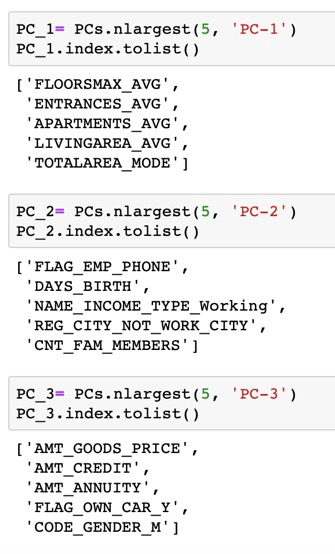 PC_1= PCs.nlargest(5, 'PC-1')
PC_1.index.tolist()
['FLOORSMAX_AVG',
 'ENTRANCES_AVG',
 'APARTMENTS_AVG',
 'LIVINGAREA_AVG',
 'TOTALAREA_MODE']
PC_2= PCs.nlargest(5, 'PC-2')
PC_2.index.tolist()
['FLAG_EMP_PHONE',
 'DAYS_BIRTH',
 'NAME_INCOME_TYPE_Working',
 'REG_CITY_NOT_WORK_CITY',
 'CNT_FAM_MEMBERS']
PC_3= PCs.nlargest(5, 'PC-3')
PC_3.index.tolist()
['AMT_GOODS_PRICE',
 'AMT_CREDIT',
 'AMT_ANNUITY',
 'FLAG_OWN_CAR_Y',
 'CODE_GENDER_M']